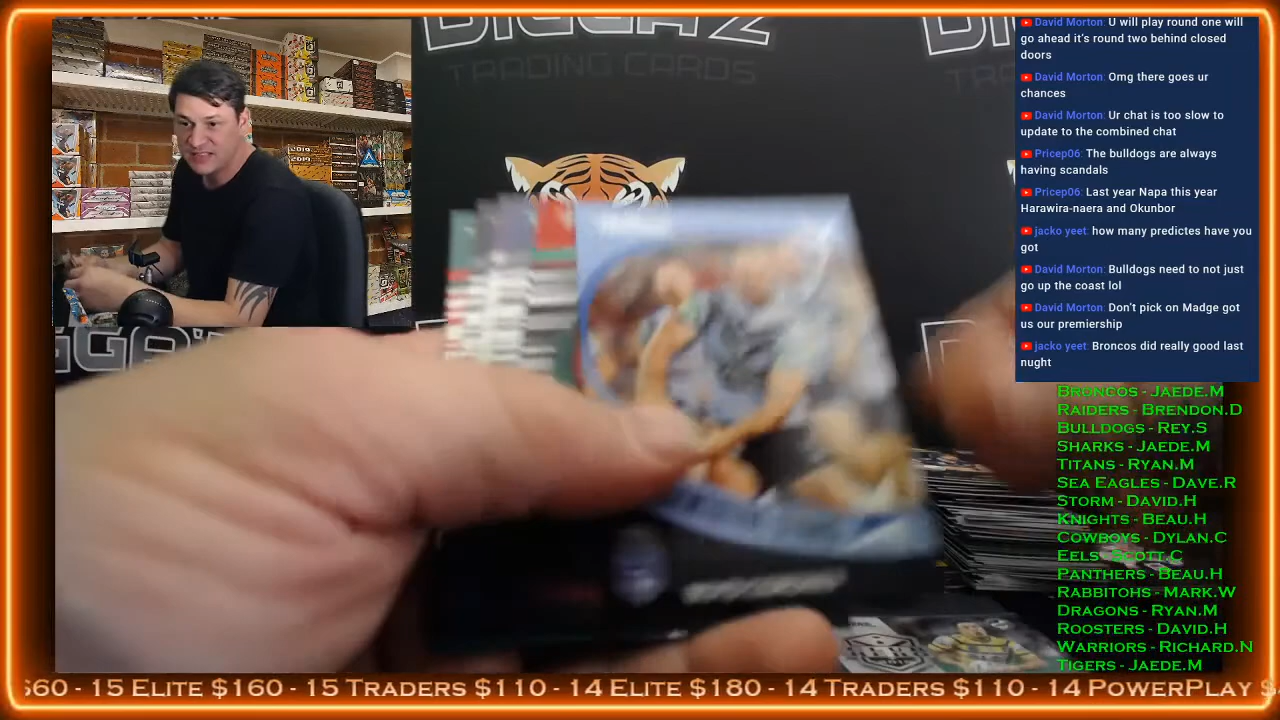 DIGGAZ
TRADING CARDS
David Morton: U will play round one will
go ahead it's round two behind closed
doors
David Morton: Omg there goes ur
chances
David Morton: Ur chat is too slow to
update to the combined chat
Pricep06: The bulldogs are always
having scandals
Pricep06: Last year Napa this year
Harawira-naera and Okunbor
jacko yeet: how many predictes have you
got
David Morton: Bulldogs need to not just
go up the coast lol
David Morton: Don't pick on Madge got
us our premiership
jacko yeet: Broncos did really good last
nught
Broncos - Jaede.M
Raiders - Brendon.D
Bulldogs - Rey.S
Sharks - Jaede.M
Titans - Ryan.M
Sea Eagles - Dave.R
Storm - David.H
Knights - Beau.H
Cowboys - Dylan.C
Eels - Scott.C
Panthers - Beau.H
Rabbitohs - Mark.W
Dragons - Ryan.M
Roosters - David.H
Warriors - Richard.N
Tigers - Jaede.M
$60 - 15 Elite $160 - 15 Traders $110 - 14 Elite $180 - 14 Traders $110 - 14 PowerPlay